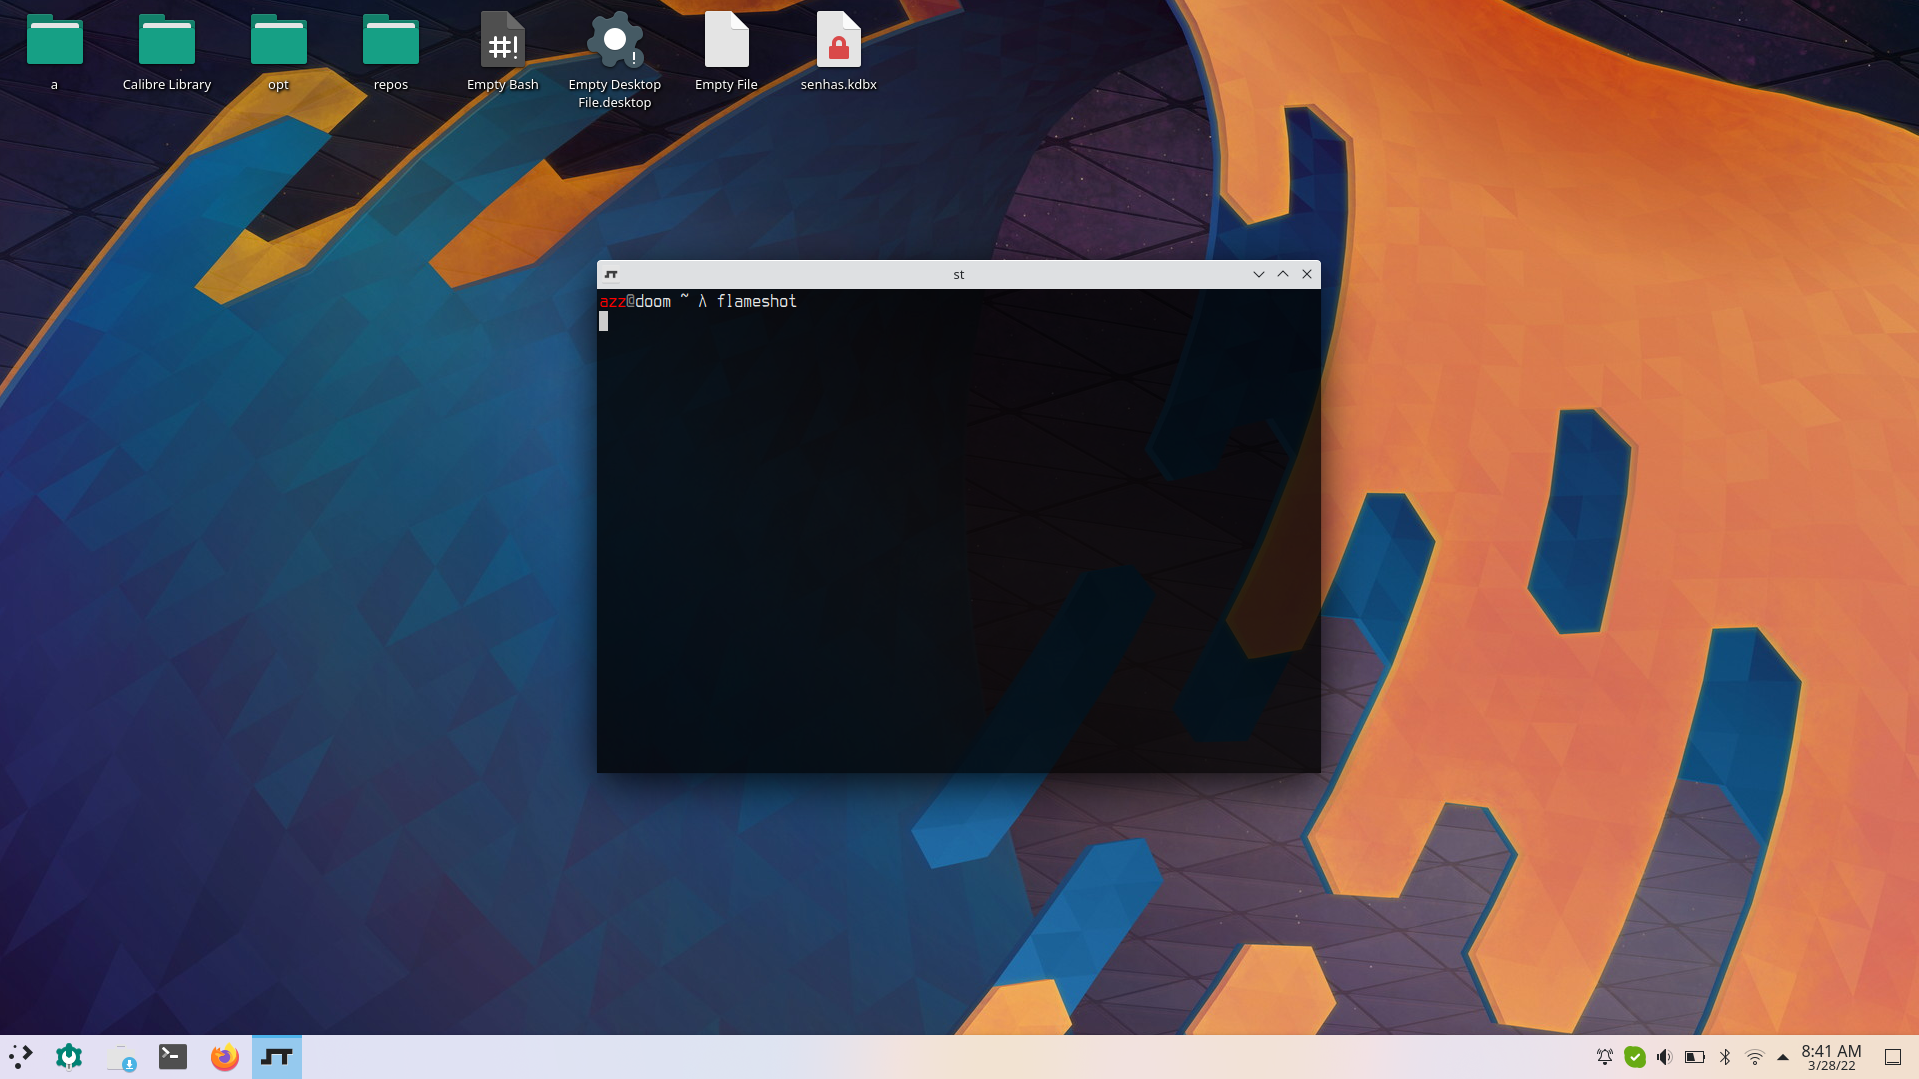 a
Calibre Library
opt
repos
Empty Bash
Empty Desktop
File.desktop
Empty File
senhas.kdbx
st
azz@doom ~ λ flameshot
8:41 AM
3/28/22